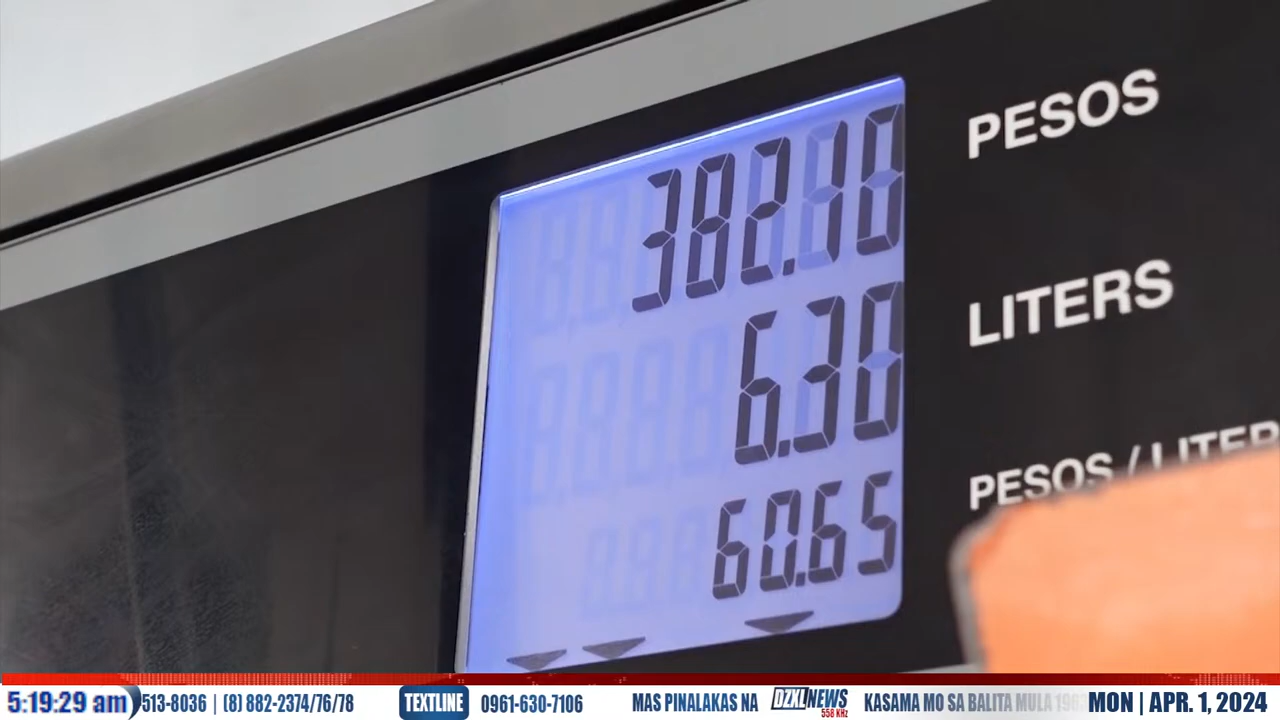 382.10
PESOS
6.30
LITERS
60.65
PESOS / LITER
5:19:29 am
513-8036 | (8) 882-2374/76/78
TEXTLINE
0961-630-7106
MAS PINALAKAS NA
DZXL NEWS
558 KHz
KASAMA MO SA BALITA MULA
MON | APR. 1, 2024